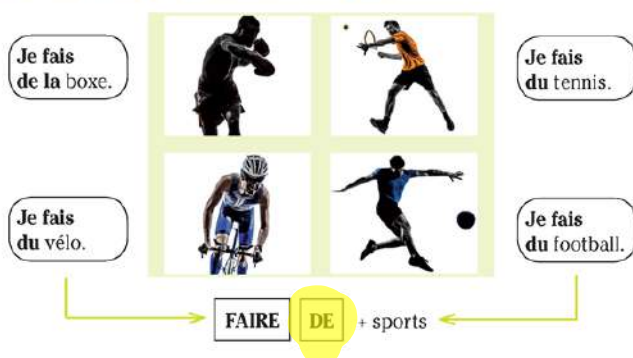 Je fais
de la boxe.
Je fais
du tennis.
Je fais
du vélo.
Je fais
du football.
FAIRE DE + sports